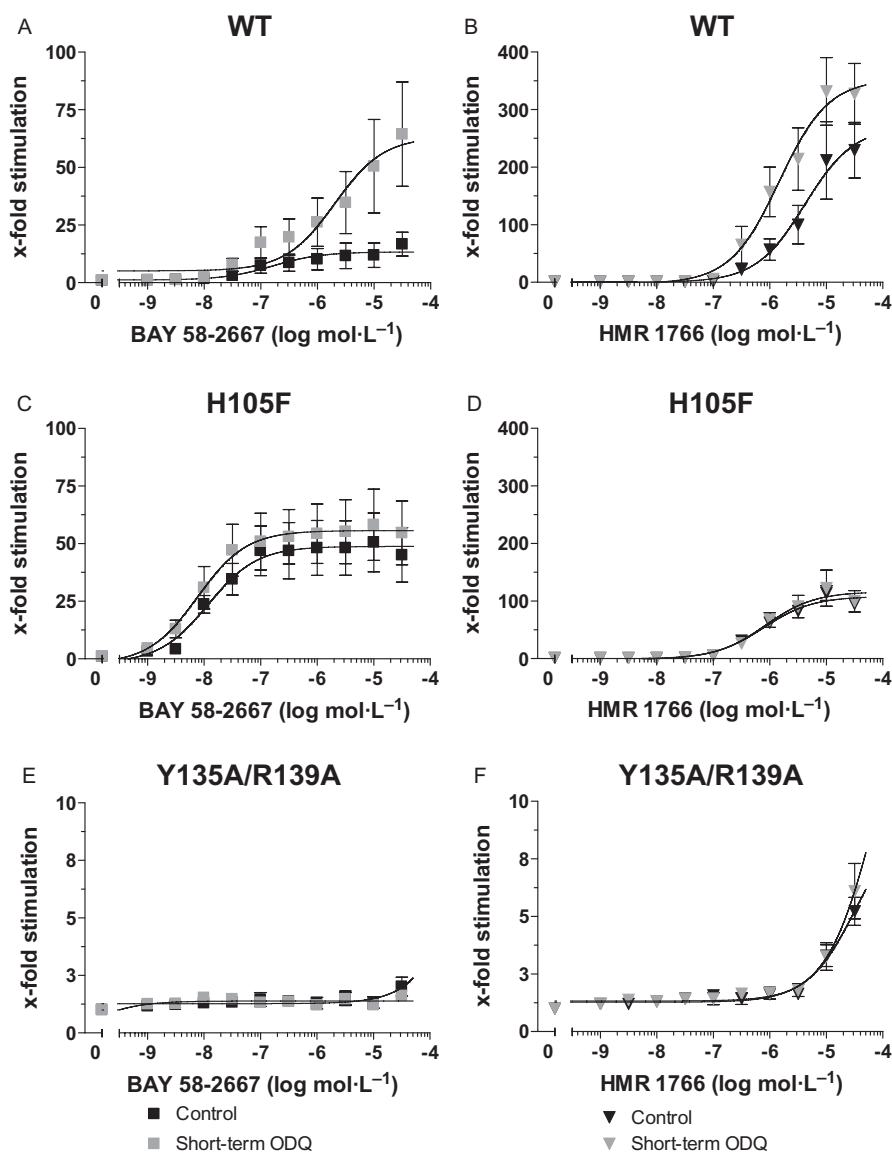 A
WT
100
75
50
25
0
x-fold stimulation
0 -9 -8 -7 -6 -5 -4
BAY 58-2667 (log mol·L–1)
B
WT
400
300
200
100
0
x-fold stimulation
0 -9 -8 -7 -6 -5 -4
HMR 1766 (log mol·L–1)
C
H105F
100
75
50
25
0
x-fold stimulation
0 -9 -8 -7 -6 -5 -4
BAY 58-2667 (log mol·L–1)
D
H105F
400
300
200
100
0
x-fold stimulation
0 -9 -8 -7 -6 -5 -4
HMR 1766 (log mol·L–1)
E
Y135A/R139A
10
8
5
3
0
x-fold stimulation
0 -9 -8 -7 -6 -5 -4
BAY 58-2667 (log mol·L–1)
Control
Short-term ODQ
F
Y135A/R139A
10
8
5
3
0
x-fold stimulation
0 -9 -8 -7 -6 -5 -4
HMR 1766 (log mol·L–1)
Control
Short-term ODQ